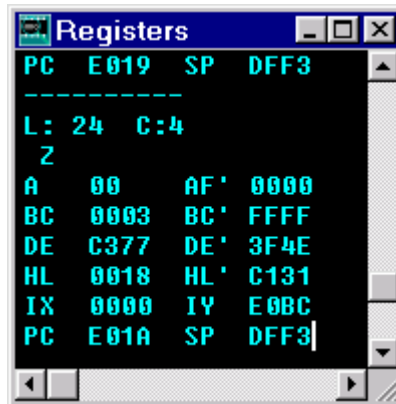 Registers
PC E019 SP DFF3
----------
L: 24 C:4
Z
A 00 AF' 0000
BC 0003 BC' FFFF
DE C377 DE' 3F4E
HL 0018 HL' C131
IX 0000 IY E0BC
PC E01A SP DFF3